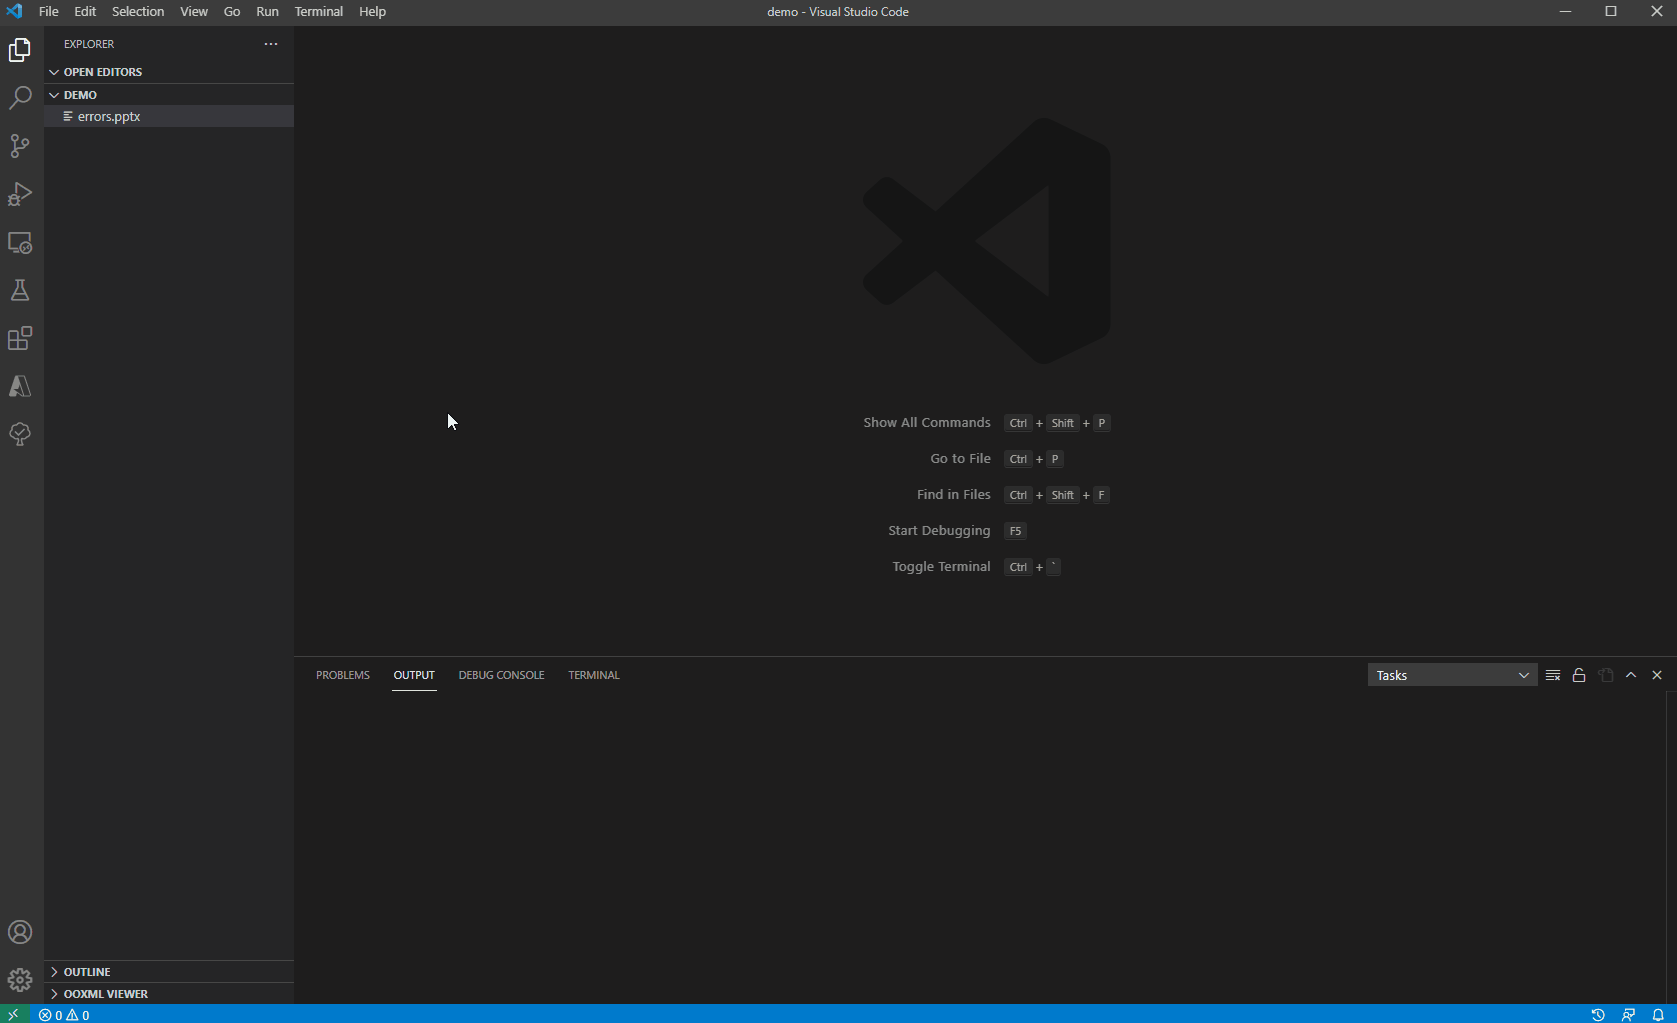 File Edit Selection View Go Run Terminal Help
demo - Visual Studio Code
EXPLORER
OPEN EDITORS
DEMO
errors.pptx
Show All Commands Ctrl + Shift + P
Go to File Ctrl + P
Find in Files Ctrl + Shift + F
Start Debugging F5
Toggle Terminal Ctrl + `
PROBLEMS OUTPUT DEBUG CONSOLE TERMINAL
Tasks
OUTLINE
OOXML VIEWER
0 0